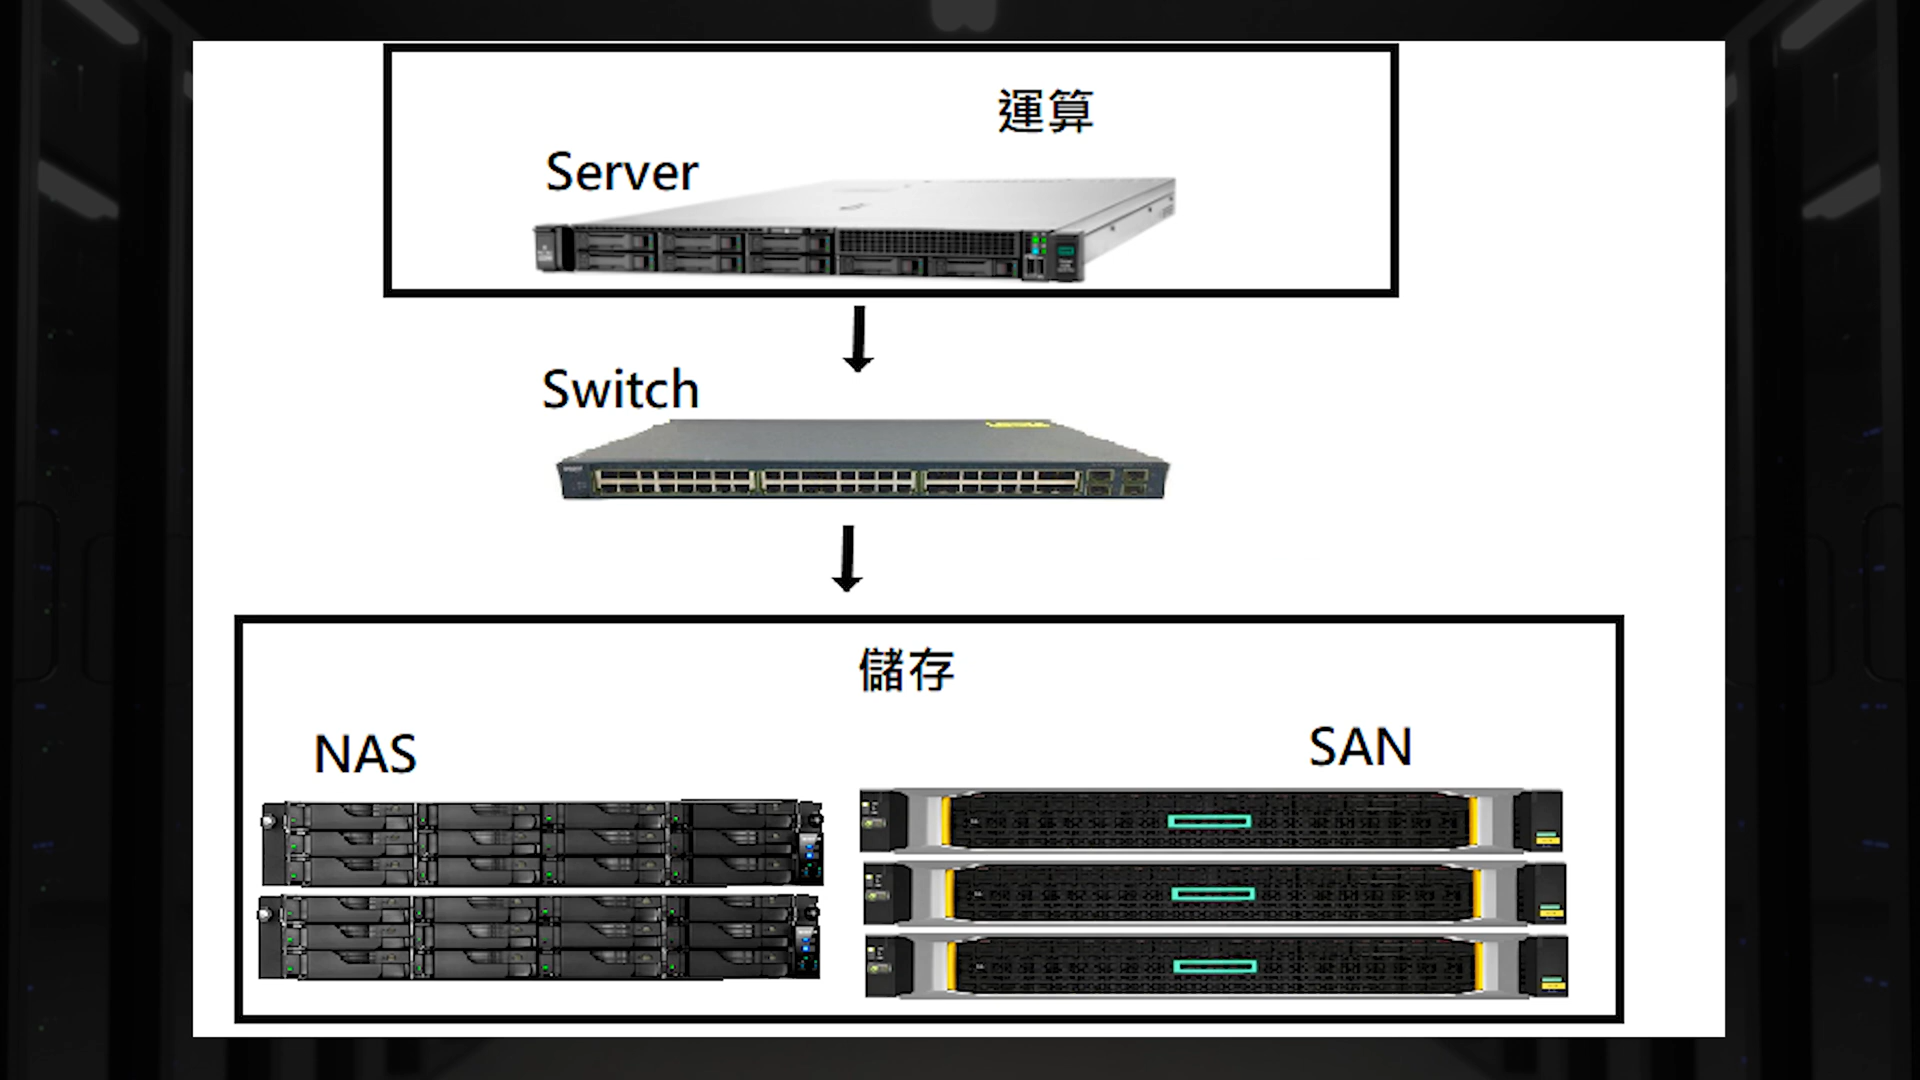 運算
Server
Switch
儲存
NAS
SAN